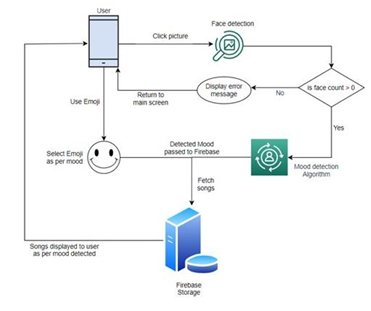 User
Click picture
Face detection
is face count > 0
No
Display error
message
Return to
main screen
Use Emoji
Yes
Select Emoji
as per mood
Detected Mood
passed to Firebase
Mood detection
Algorithm
Fetch
songs
Songs displayed to user
as per mood detected
Firebase
Storage